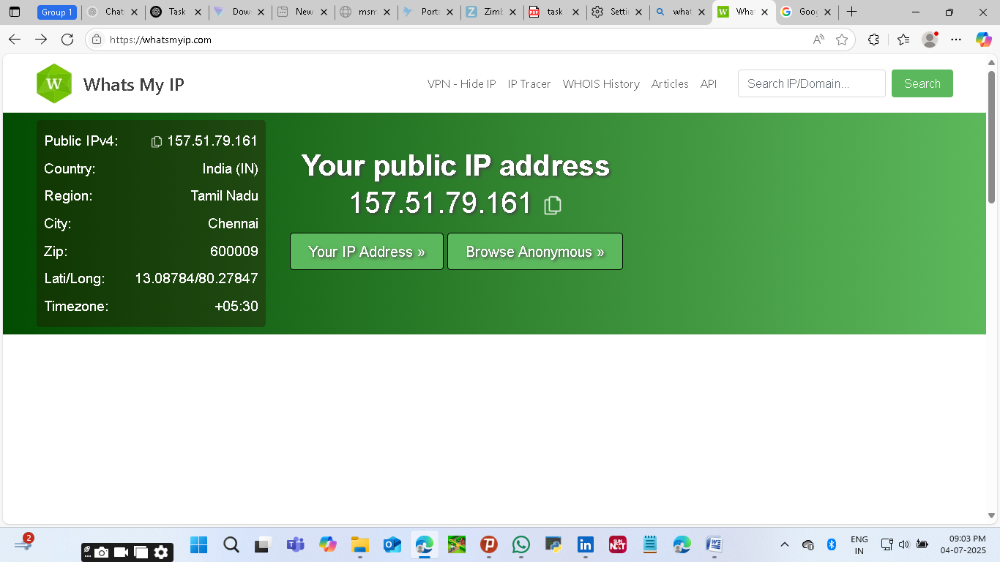 Group 1
Chat
Task
Dow
New
msm
Porta
Zimb
task
Setti
what
Wha
Goog
https://whatsmyip.com
W
Whats My IP
VPN - Hide IP
IP Tracer
WHOIS History
Articles
API
Search IP/Domain...
Search
Public IPv4: 157.51.79.161
Country: India (IN)
Region: Tamil Nadu
City: Chennai
Zip: 600009
Lati/Long: 13.08784/80.27847
Timezone: +05:30
Your public IP address
157.51.79.161
Your IP Address »
Browse Anonymous »
2
ENG
IN
09:03 PM
04-07-2025